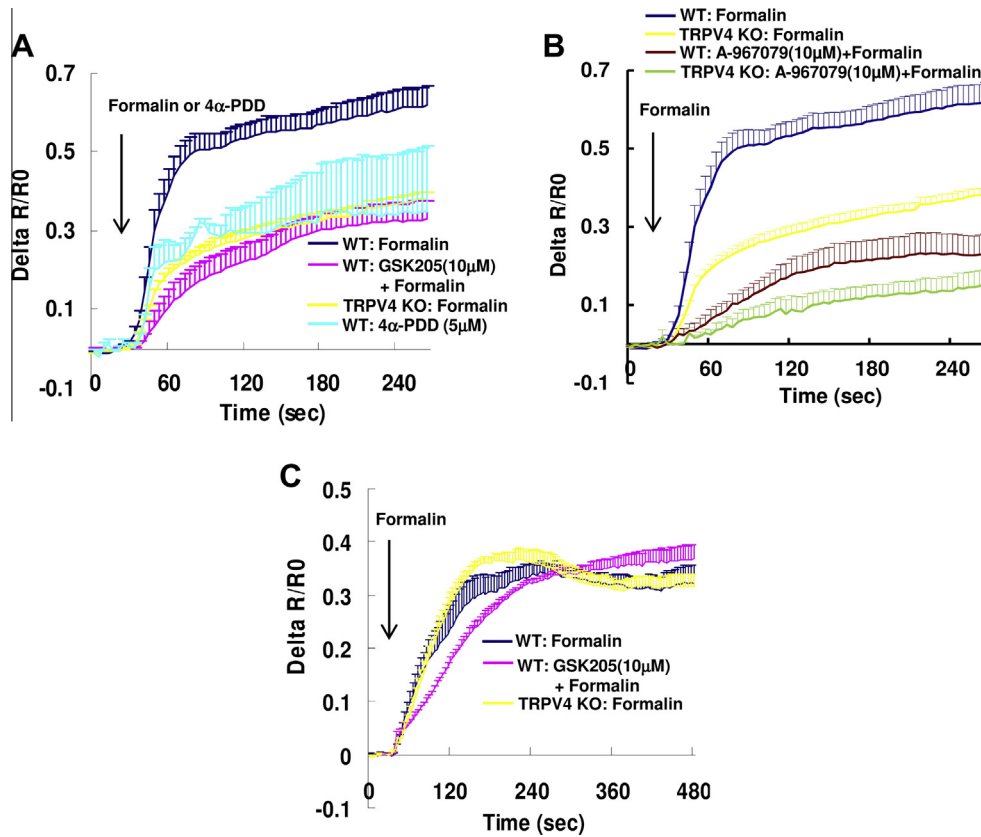 A
Delta R/R0
0.7
0.5
0.3
0.1
-0.1
Formalin or 4α-PDD
WT: Formalin
WT: GSK205(10μM)
+ Formalin
TRPV4 KO: Formalin
WT: 4α-PDD (5μM)
0 60 120 180 240
Time (sec)
B
WT: Formalin
TRPV4 KO: Formalin
WT: A-967079(10μM)+Formalin
TRPV4 KO: A-967079(10μM)+Formalin
Delta R/R0
0.7
0.5
0.3
0.1
-0.1
Formalin
0 60 120 180 240
Time (sec)
C
Delta R/R0
0.5
0.4
0.3
0.2
0.1
0
-0.1
Formalin
WT: Formalin
WT: GSK205(10μM)
+ Formalin
TRPV4 KO: Formalin
0 120 240 360 480
Time (sec)